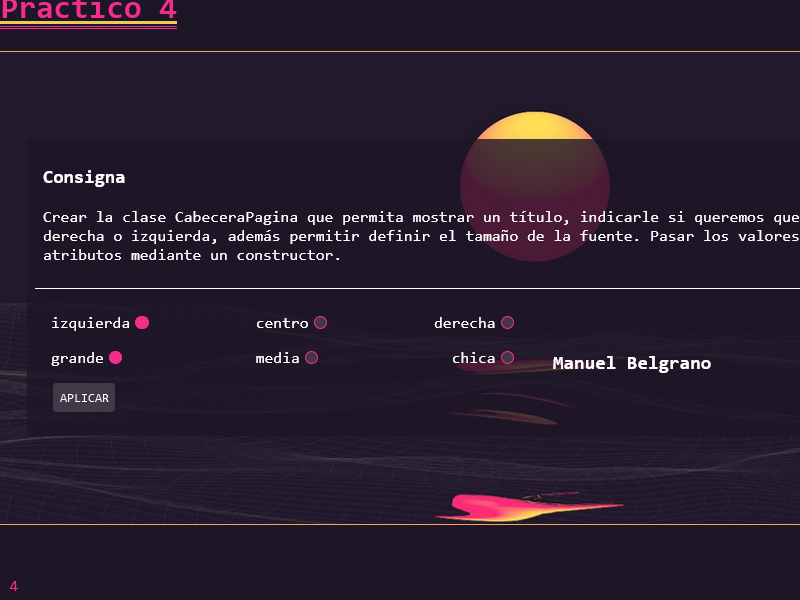 Práctico 4
Consigna
Crear la clase CabeceraPagina que permita mostrar un título, indicarle si queremos que
derecha o izquierda, además permitir definir el tamaño de la fuente. Pasar los valores
atributos mediante un constructor.
izquierda centro derecha
grande media chica Manuel Belgrano
APLICAR
4